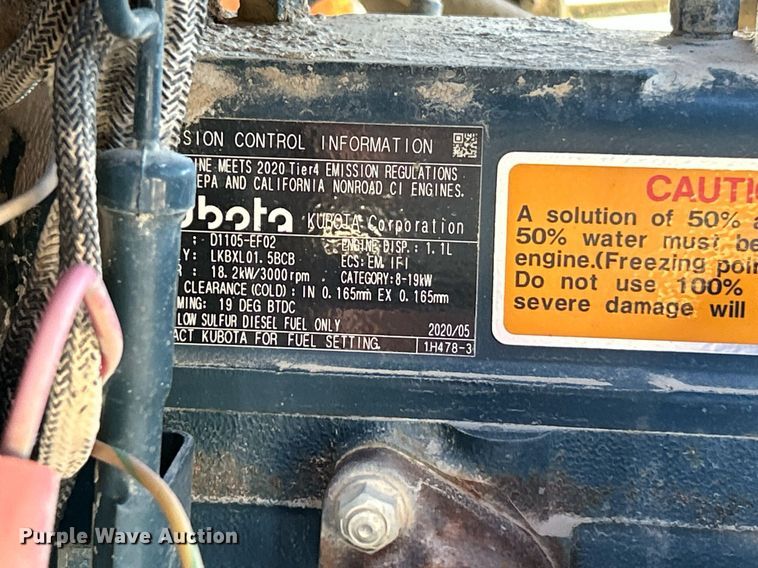 SION CONTROL INFORMATION
INE MEETS 2020 Tier4 EMISSION REGULATIONS
EPA AND CALIFORNIA NONROAD CI ENGINES.
ubota KUBOTA Corporation
: D1105-EF02 ENGINE DISP.: 1.1L
Y: LKBXL01.5BCB ECS: EM, IFI
R : 18.2kW/3000rpm CATEGORY: 8-19kW
CLEARANCE (COLD): IN 0.165mm EX 0.165mm
MING: 19 DEG BTDC
LOW SULFUR DIESEL FUEL ONLY 2020/05
ACT KUBOTA FOR FUEL SETTING. 1H478-3
CAUTI
A solution of 50% a
50% water must be
engine.(Freezing poin
Do not use 100%
severe damage will
Purple Wave Auction